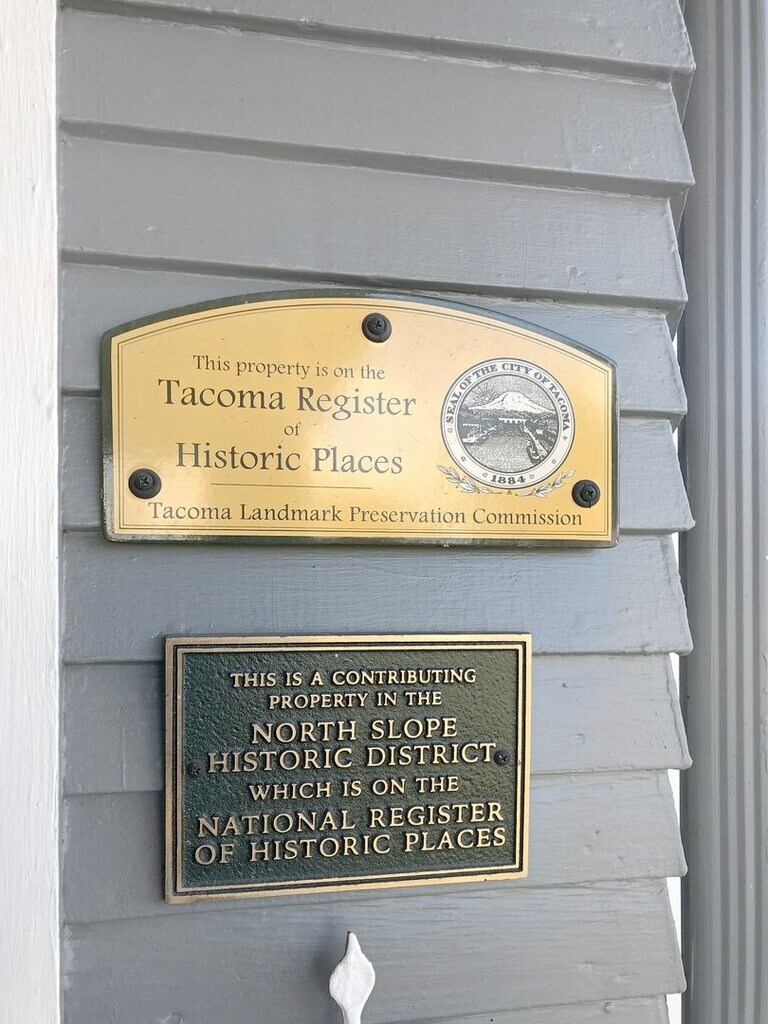 This property is on the
Tacoma Register
of
Historic Places
Tacoma Landmark Preservation Commission
SEAL OF THE CITY OF TACOMA
1884
THIS IS A CONTRIBUTING
PROPERTY IN THE
NORTH SLOPE
HISTORIC DISTRICT
WHICH IS ON THE
NATIONAL REGISTER
OF HISTORIC PLACES